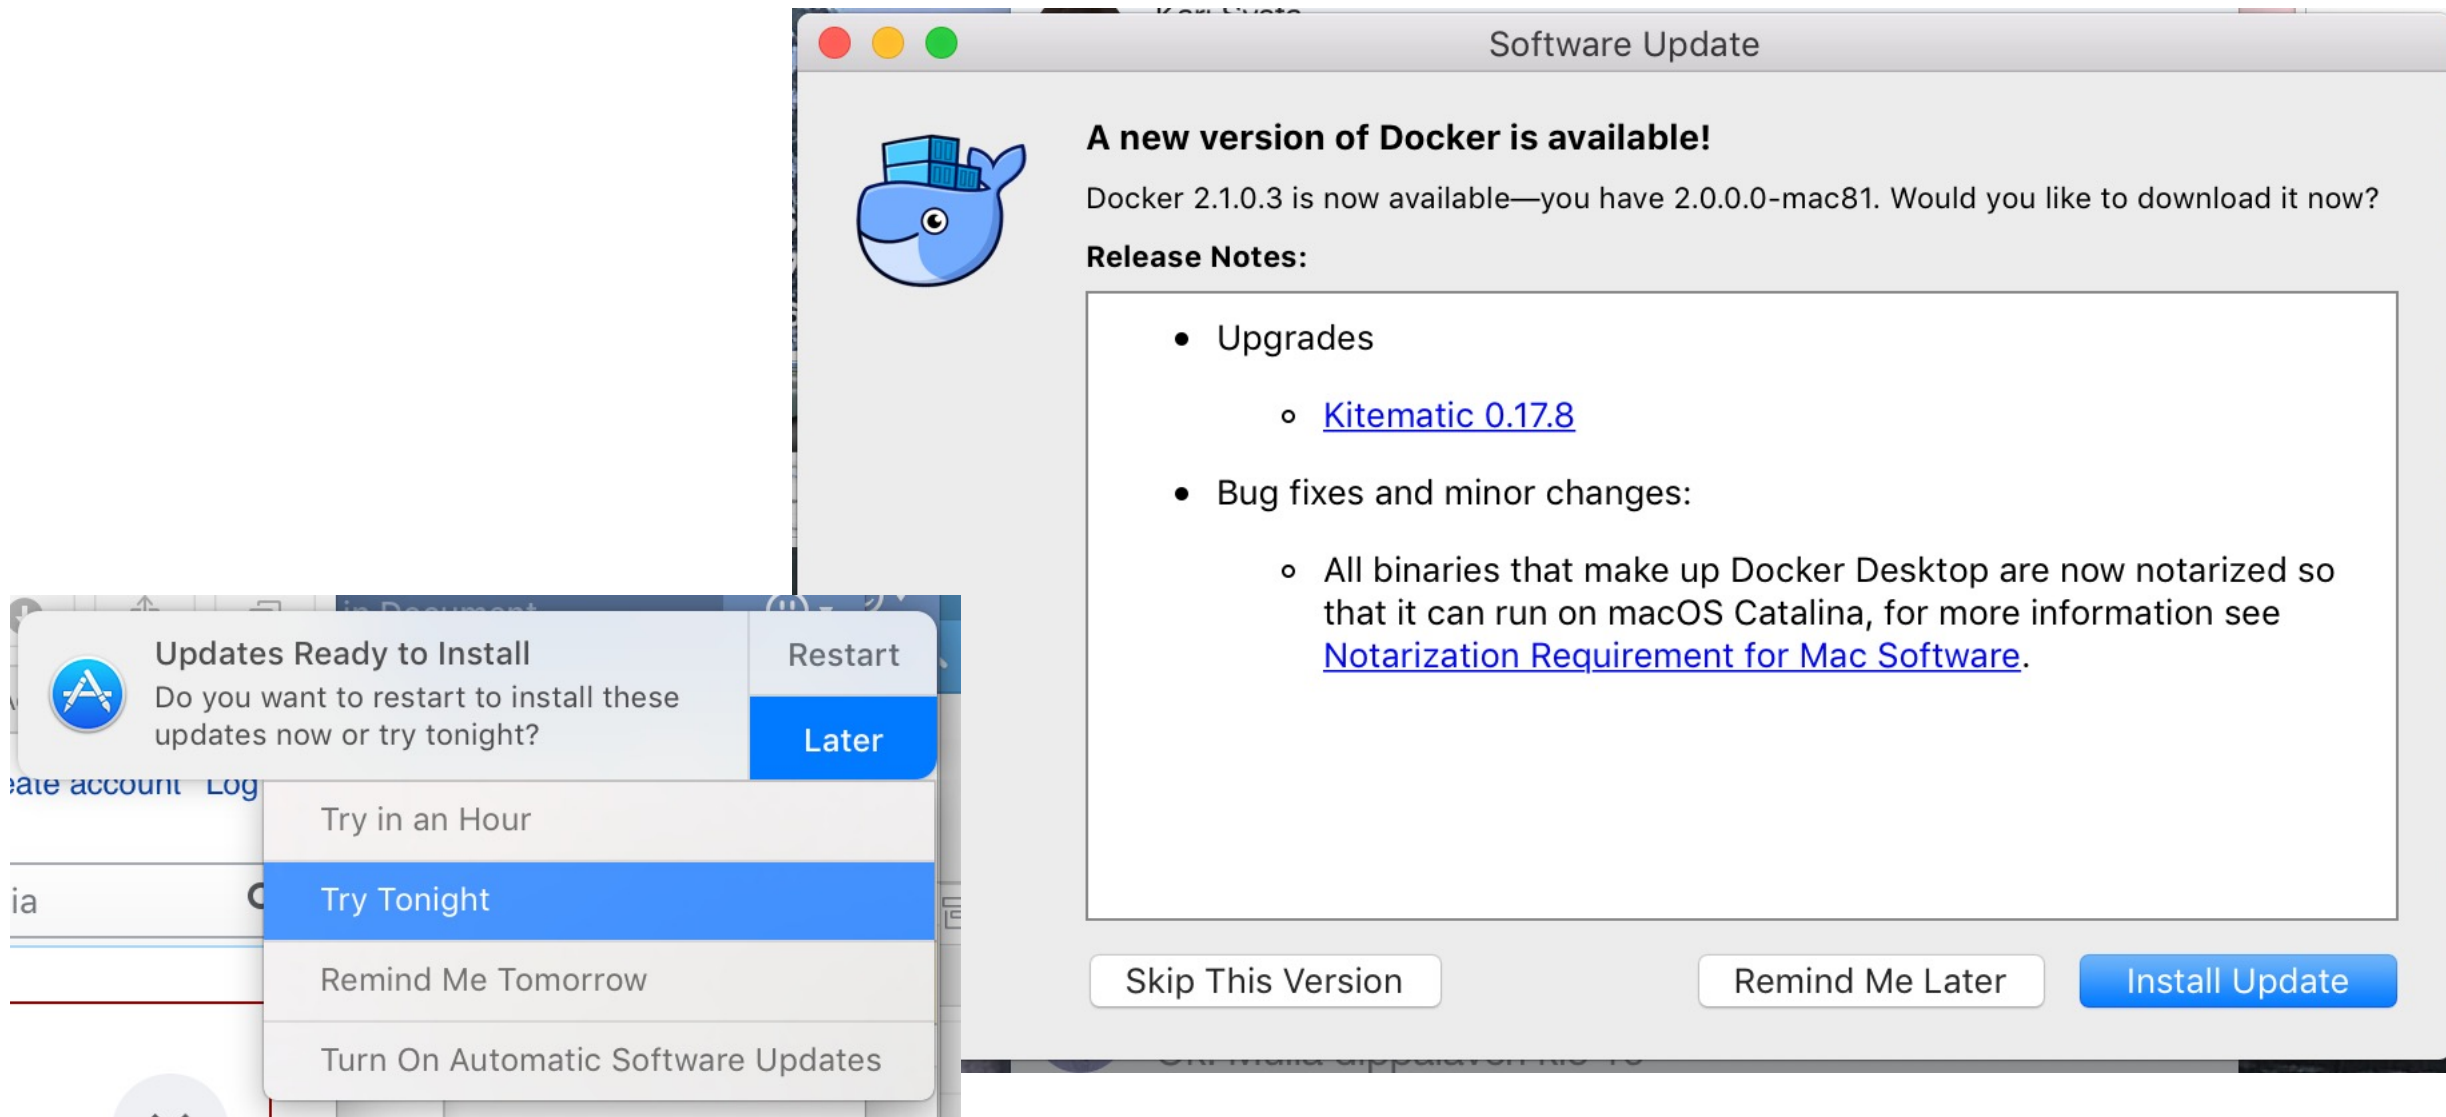 Software Update
A new version of Docker is available!
Docker 2.1.0.3 is now available—you have 2.0.0.0-mac81. Would you like to download it now?
Release Notes:
• Upgrades
Kitematic 0.17.8
• Bug fixes and minor changes:
All binaries that make up Docker Desktop are now notarized so
that it can run on macOS Catalina, for more information see
Notarization Requirement for Mac Software.
Skip This Version
Remind Me Later
Install Update
in Document
Updates Ready to Install
Do you want to restart to install these
updates now or try tonight?
Restart
Later
eate account Log
ia
Try in an Hour
Try Tonight
Remind Me Tomorrow
Turn On Automatic Software Updates